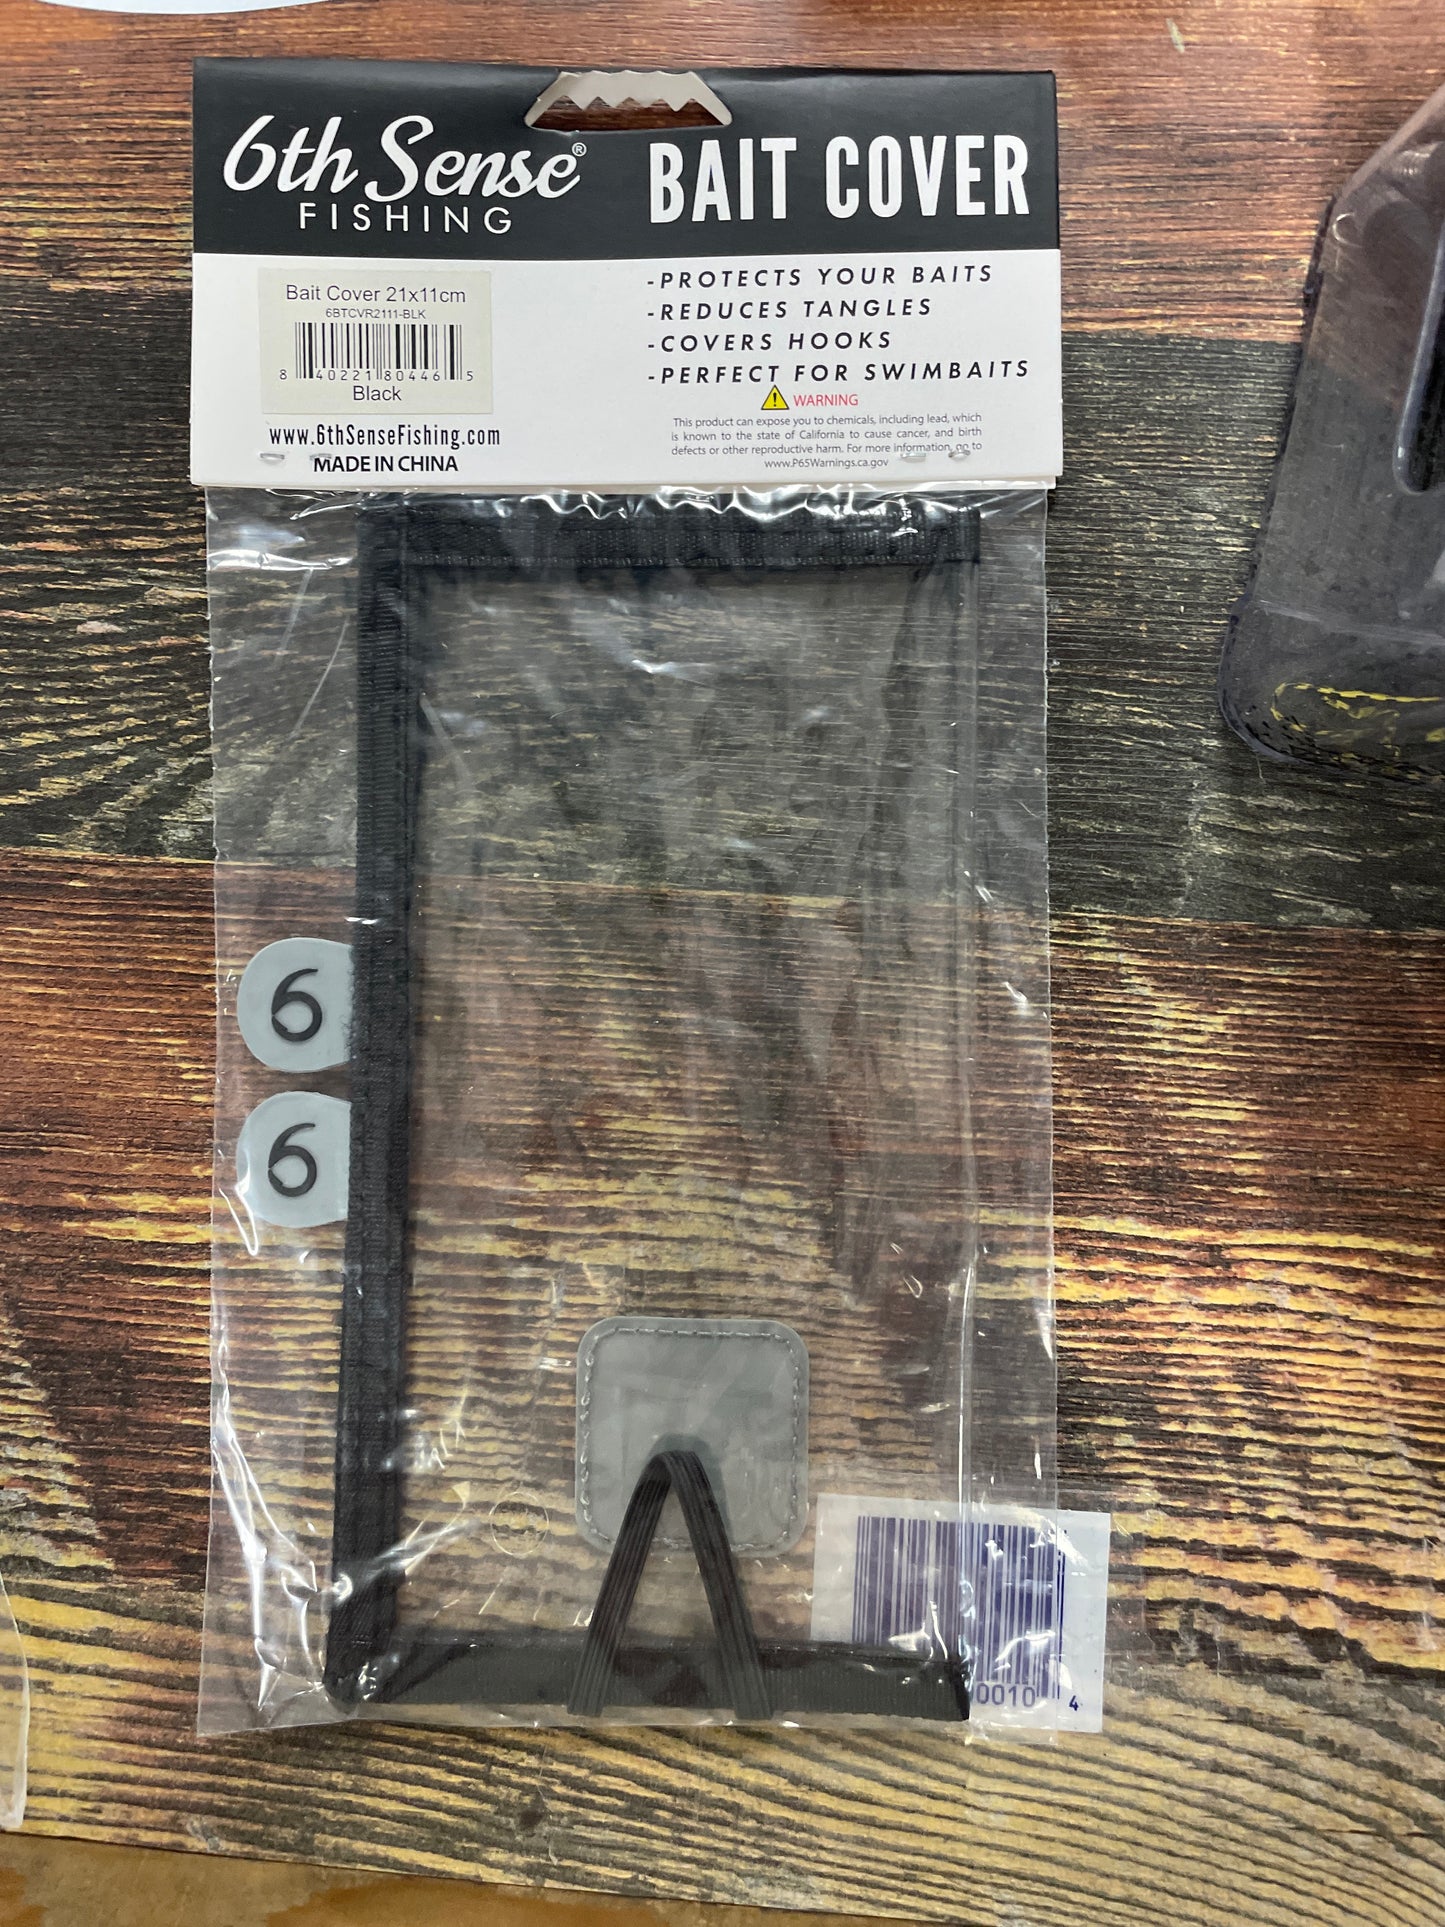 6th Sense®
FISHING
BAIT COVER
Bait Cover 21x11cm
6BTCVR2111-BLK
8 40221 80446 5
Black
www.6thSenseFishing.com
MADE IN CHINA
-PROTECTS YOUR BAITS
-REDUCES TANGLES
-COVERS HOOKS
-PERFECT FOR SWIMBAITS
WARNING
This product can expose you to chemicals, including lead, which
is known to the state of California to cause cancer, and birth
defects or other reproductive harm. For more information, go to
www.P65Warnings.ca.gov
6
6
0010 4